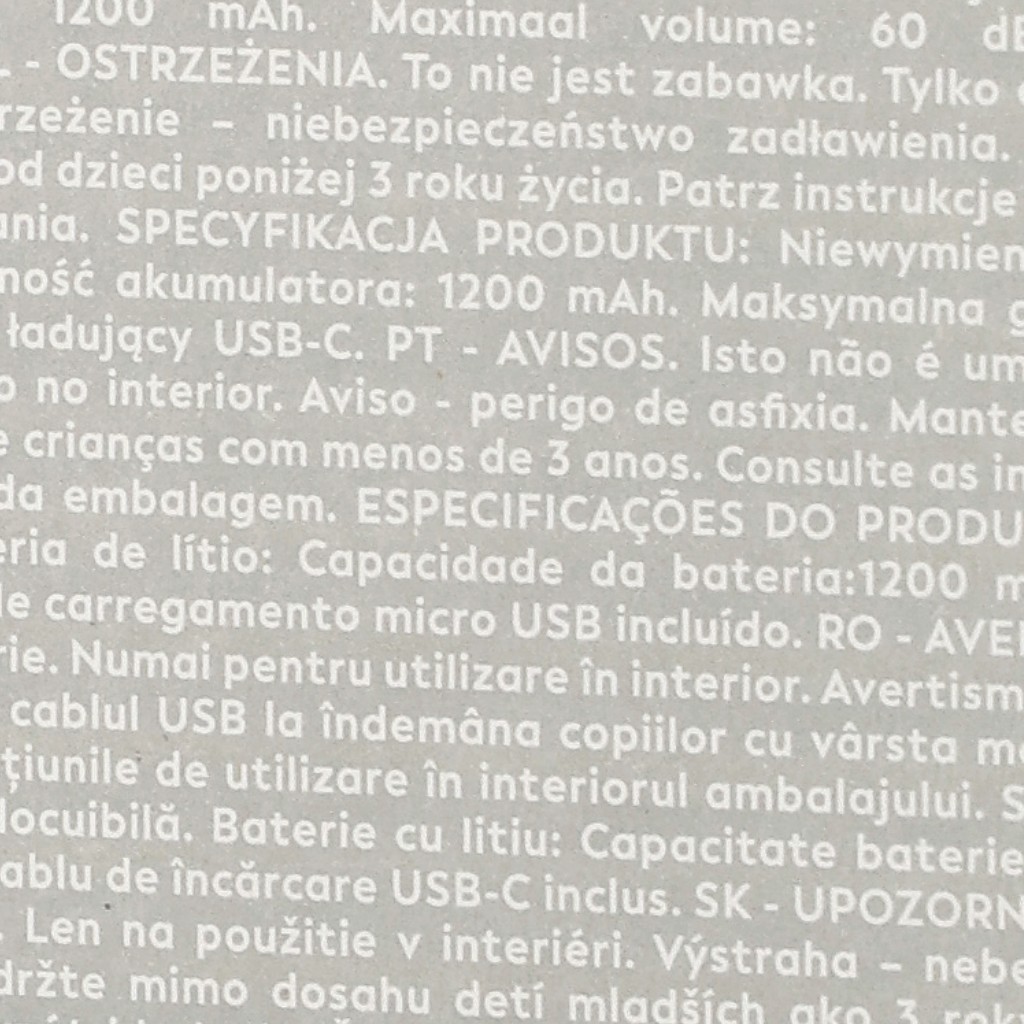 1200 mAh. Maximaal volume: 60
- OSTRZEŻENIA. To nie jest zabawka. Tylko
rzeżenie – niebezpieczeństwo zadławienia.
od dzieci poniżej 3 roku życia. Patrz instrukcje
ania. SPECYFIKACJA PRODUKTU: Niewymien
ność akumulatora: 1200 mAh. Maksymalna g
ładujący USB-C. PT - AVISOS. Isto não é um
o no interior. Aviso - perigo de asfixia. Mante
e crianças com menos de 3 anos. Consulte as in
da embalagem. ESPECIFICAÇÕES DO PRODU
eria de lítio: Capacidade da bateria:1200 m
de carregamento micro USB incluído. RO - AVE
rie. Numai pentru utilizare în interior. Avertism
cablul USB la îndemâna copiilor cu vârsta m
țiunile de utilizare în interiorul ambalajului. S
locuibilă. Baterie cu litiu: Capacitate baterie
ablu de încărcare USB-C inclus. SK - UPOZORN
. Len na použitie v interiéri. Výstraha – nebe
držte mimo dosahu detí mladších ako 3 rok